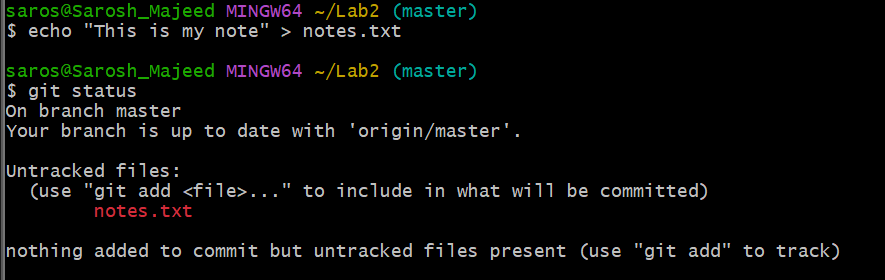 saros@Sarosh_Majeed MINGW64 ~/Lab2 (master)
$ echo "This is my note" > notes.txt
saros@Sarosh_Majeed MINGW64 ~/Lab2 (master)
$ git status
On branch master
Your branch is up to date with 'origin/master'.
Untracked files:
  (use "git add <file>..." to include in what will be committed)
        notes.txt
nothing added to commit but untracked files present (use "git add" to track)